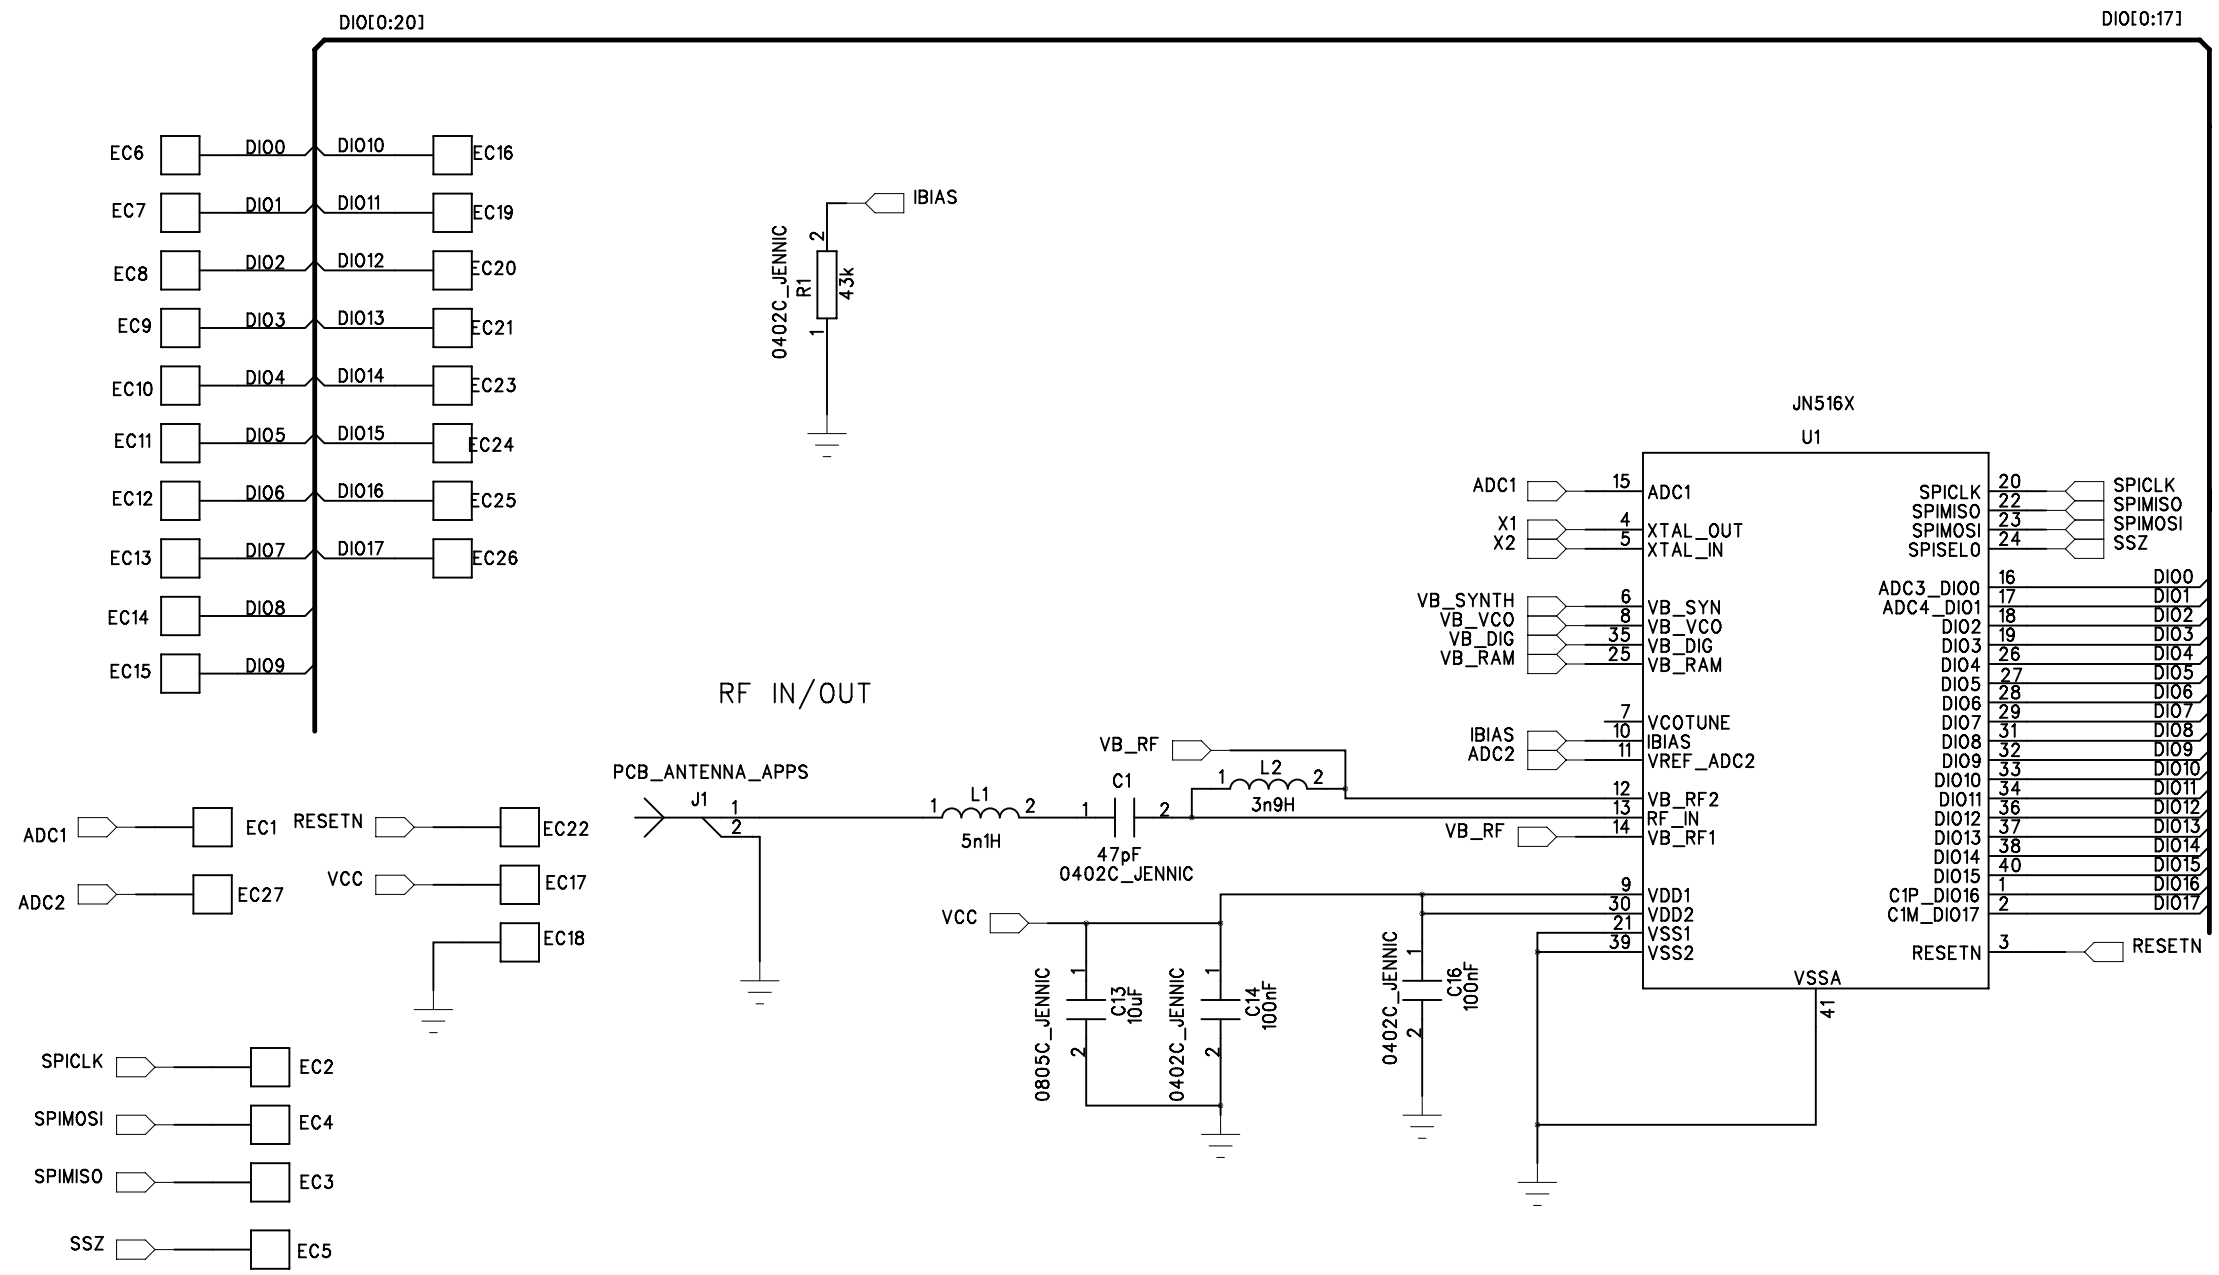 DIO[0:20]
DIO[0:17]
EC6 DIO0 DIO10 EC16
EC7 DIO1 DIO11 EC19
EC8 DIO2 DIO12 EC20
EC9 DIO3 DIO13 EC21
EC10 DIO4 DIO14 EC23
EC11 DIO5 DIO15 EC24
EC12 DIO6 DIO16 EC25
EC13 DIO7 DIO17 EC26
EC14 DIO8
EC15 DIO9
IBIAS
2
0402C_JENNIC
R1
43k
1
RF IN/OUT
PCB_ANTENNA_APPS
J1
1
2
1 L1 2
5n1H
C1
1 2
47pF
0402C_JENNIC
VB_RF
L2
1 2
3n9H
ADC1 EC1
ADC2 EC27
RESETN EC22
VCC EC17
EC18
SPICLK EC2
SPIMOSI EC4
SPIMISO EC3
SSZ EC5
VCC
0805C_JENNIC
1
2
C13
10uF
0402C_JENNIC
1
2
C14
100nF
0402C_JENNIC
1
2
C16
100nF
JN516X
U1
ADC1 15 ADC1
X1 4 XTAL_OUT
X2 5 XTAL_IN
VB_SYNTH 6 VB_SYN
VB_VCO 8 VB_VCO
VB_DIG 35 VB_DIG
VB_RAM 25 VB_RAM
7 VCOTUNE
IBIAS 10 IBIAS
ADC2 11 VREF_ADC2
12 VB_RF2
13 RF_IN
VB_RF 14 VB_RF1
9 VDD1
30 VDD2
21 VSS1
39 VSS2
VSSA
41
SPICLK 20 SPICLK
SPIMISO 22 SPIMISO
SPIMOSI 23 SPIMOSI
SPISEL0 24 SSZ
ADC3_DIO0 16 DIO0
ADC4_DIO1 17 DIO1
DIO2 18 DIO2
DIO3 19 DIO3
DIO4 26 DIO4
DIO5 27 DIO5
DIO6 28 DIO6
DIO7 29 DIO7
DIO8 31 DIO8
DIO9 32 DIO9
DIO10 33 DIO10
DIO11 34 DIO11
DIO12 36 DIO12
DIO13 37 DIO13
DIO14 38 DIO14
DIO15 40 DIO15
C1P_DIO16 1 DIO16
C1M_DIO17 2 DIO17
RESETN 3 RESETN